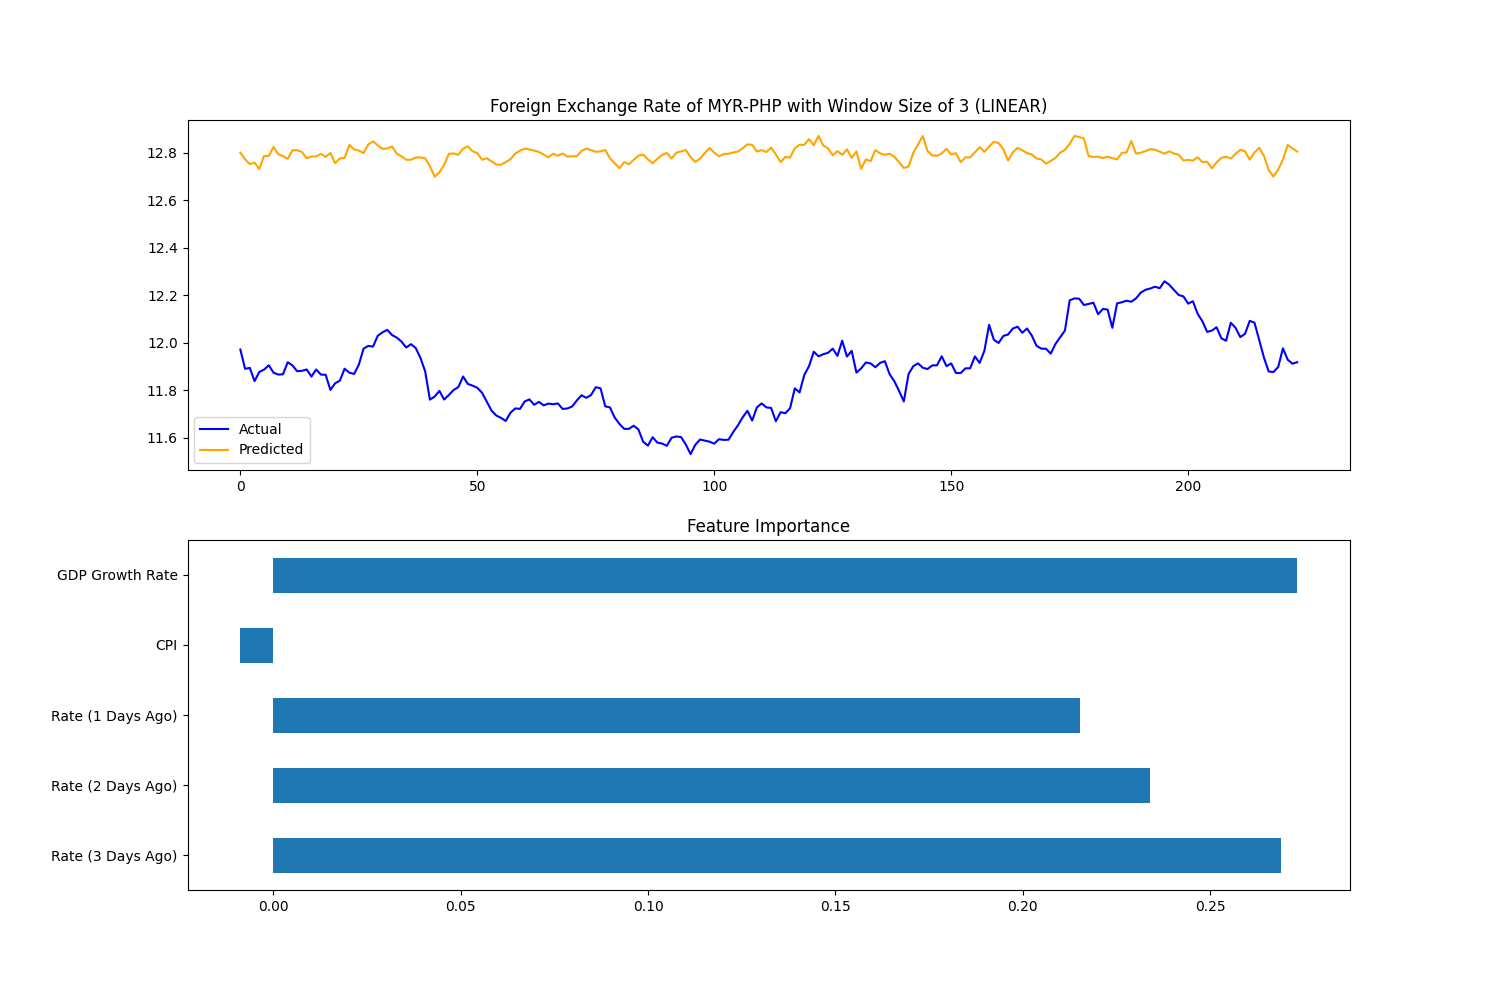 Foreign Exchange Rate of MYR-PHP with Window Size of 3 (LINEAR)
12.8
12.6
12.4
12.2
12.0
11.8
11.6
Actual
Predicted
0 50 100 150 200
Feature Importance
GDP Growth Rate
CPI
Rate (1 Days Ago)
Rate (2 Days Ago)
Rate (3 Days Ago)
0.00 0.05 0.10 0.15 0.20 0.25